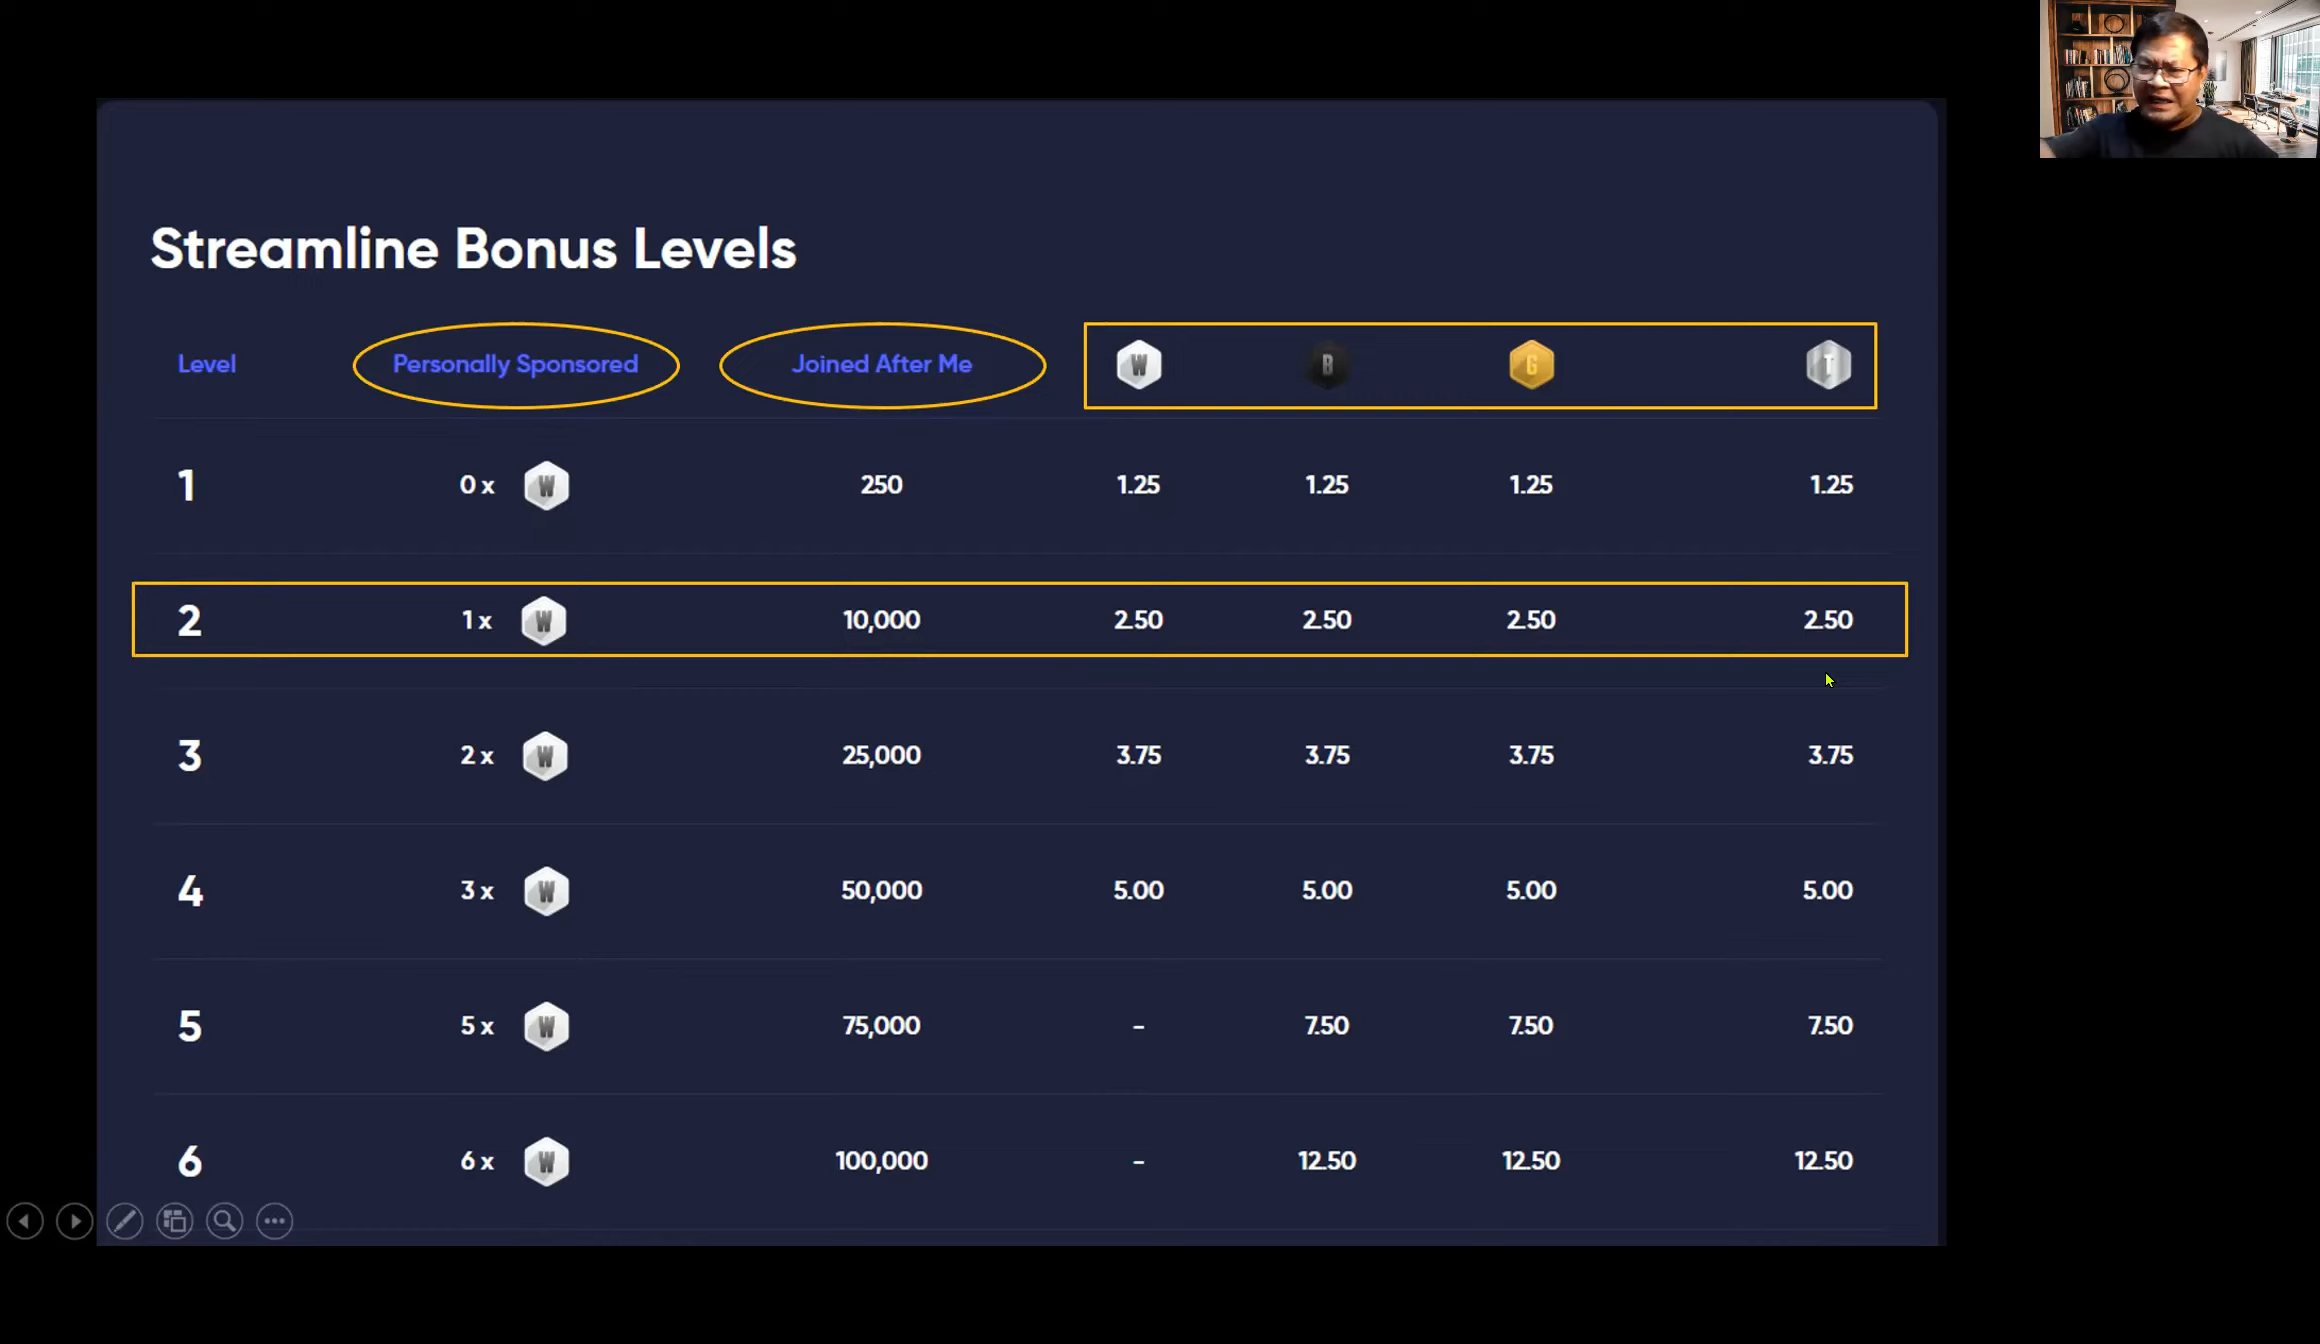 Streamline Bonus Levels
Level Personally Sponsored Joined After Me W B G T
1 0 x W 250 1.25 1.25 1.25 1.25
2 1 x W 10,000 2.50 2.50 2.50 2.50
3 2 x W 25,000 3.75 3.75 3.75 3.75
4 3 x W 50,000 5.00 5.00 5.00 5.00
5 5 x W 75,000 - 7.50 7.50 7.50
6 6 x W 100,000 - 12.50 12.50 12.50